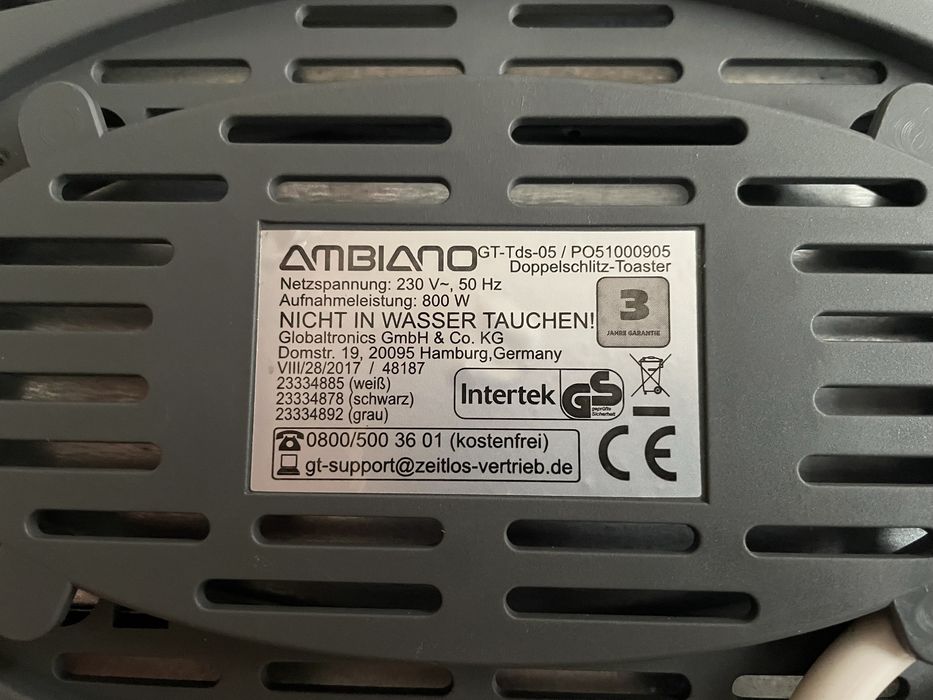 AMBIANO GT-Tds-05 / PO51000905
Doppelschlitz-Toaster
Netzspannung: 230 V~, 50 Hz
Aufnahmeleistung: 800 W
3
JAHRE GARANTIE
NICHT IN WASSER TAUCHEN!
Globaltronics GmbH & Co. KG
Domstr. 19, 20095 Hamburg,Germany
VIII/28/2017 / 48187
23334885 (weiß)
23334878 (schwarz)
23334892 (grau)
Intertek GS
geprüfte
Sicherheit
0800/500 36 01 (kostenfrei)
gt-support@zeitlos-vertrieb.de
CE